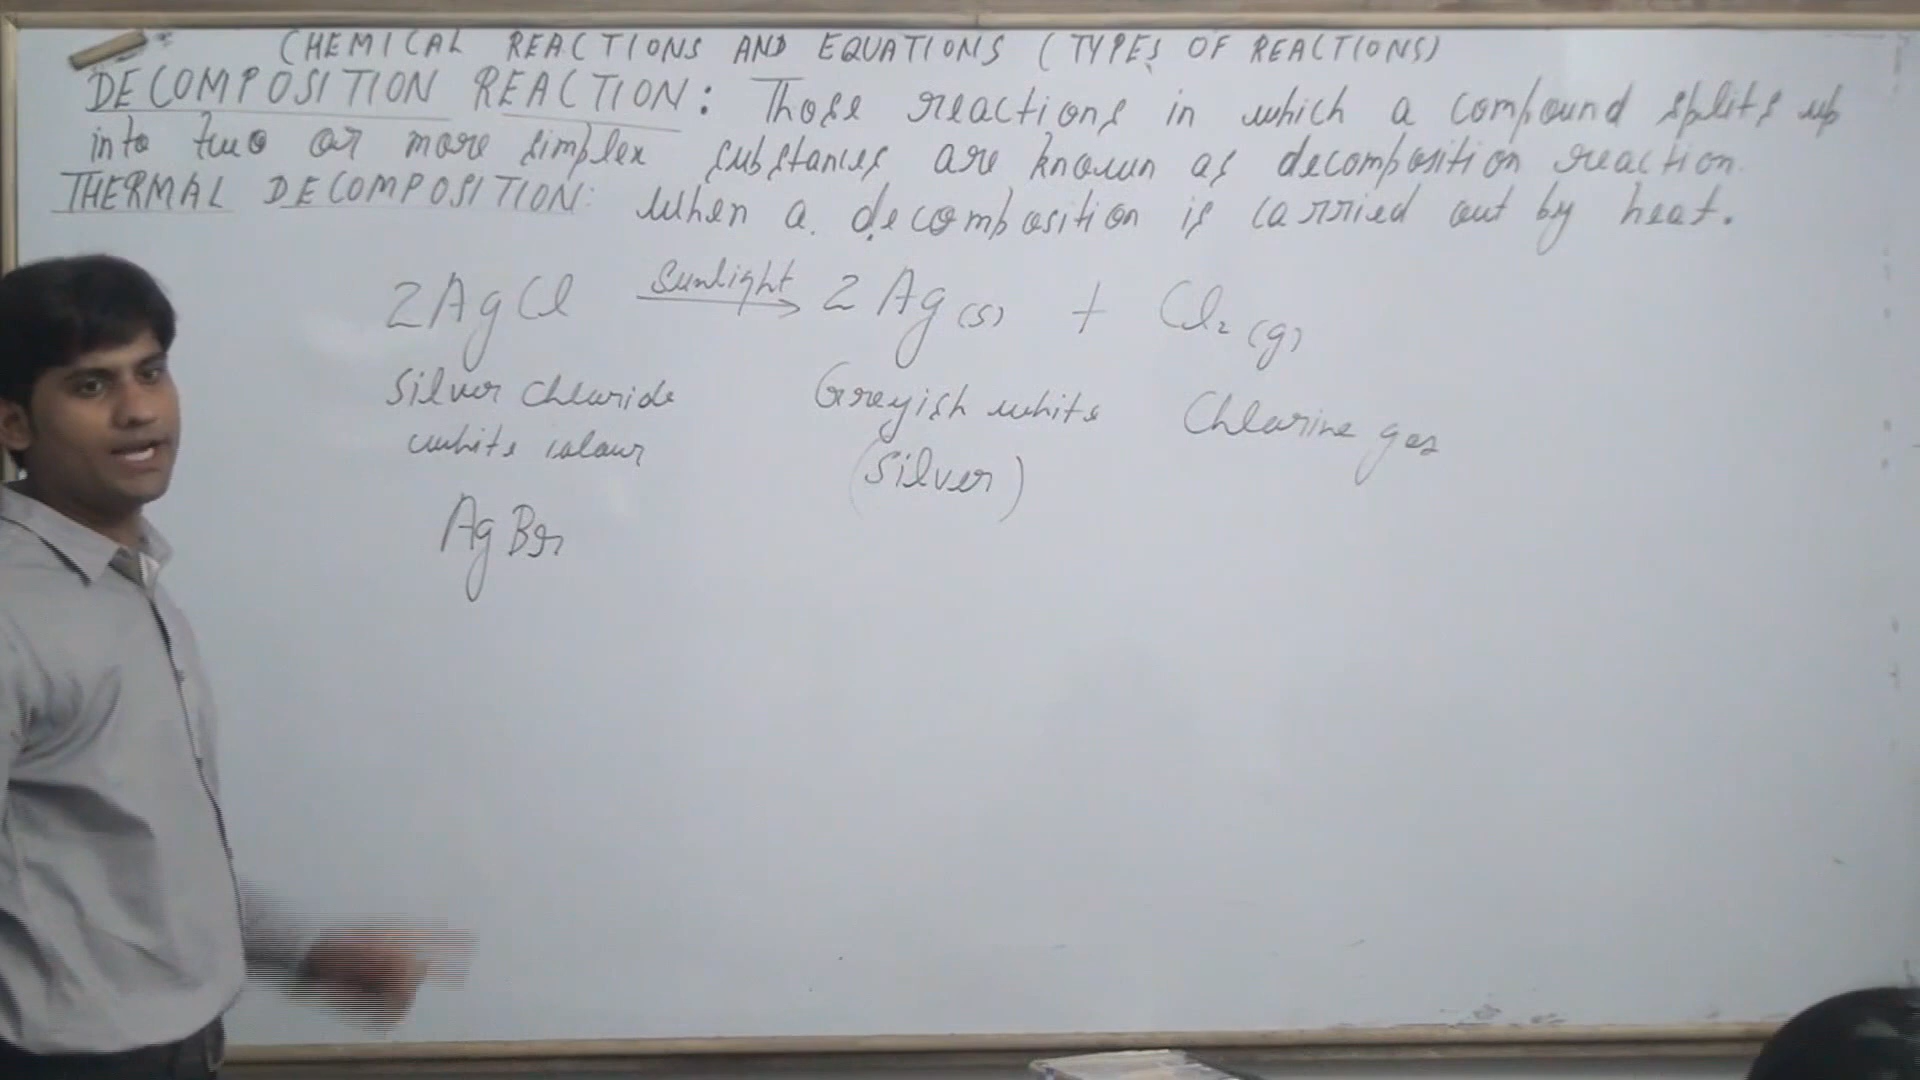 CHEMICAL REACTIONS AND EQUATIONS (TYPES OF REACTIONS)
DECOMPOSITION REACTION: Those reactions in which a compound splits up
into two or more simplex substances are known as decomposition reaction.
THERMAL DECOMPOSITION: When a decomposition is carried out by heat.
2AgCl Sunlight→ 2Ag(s) + Cl₂(g)
Silver chloride Greyish white Chlorine gas
white colour (Silver)
AgBr